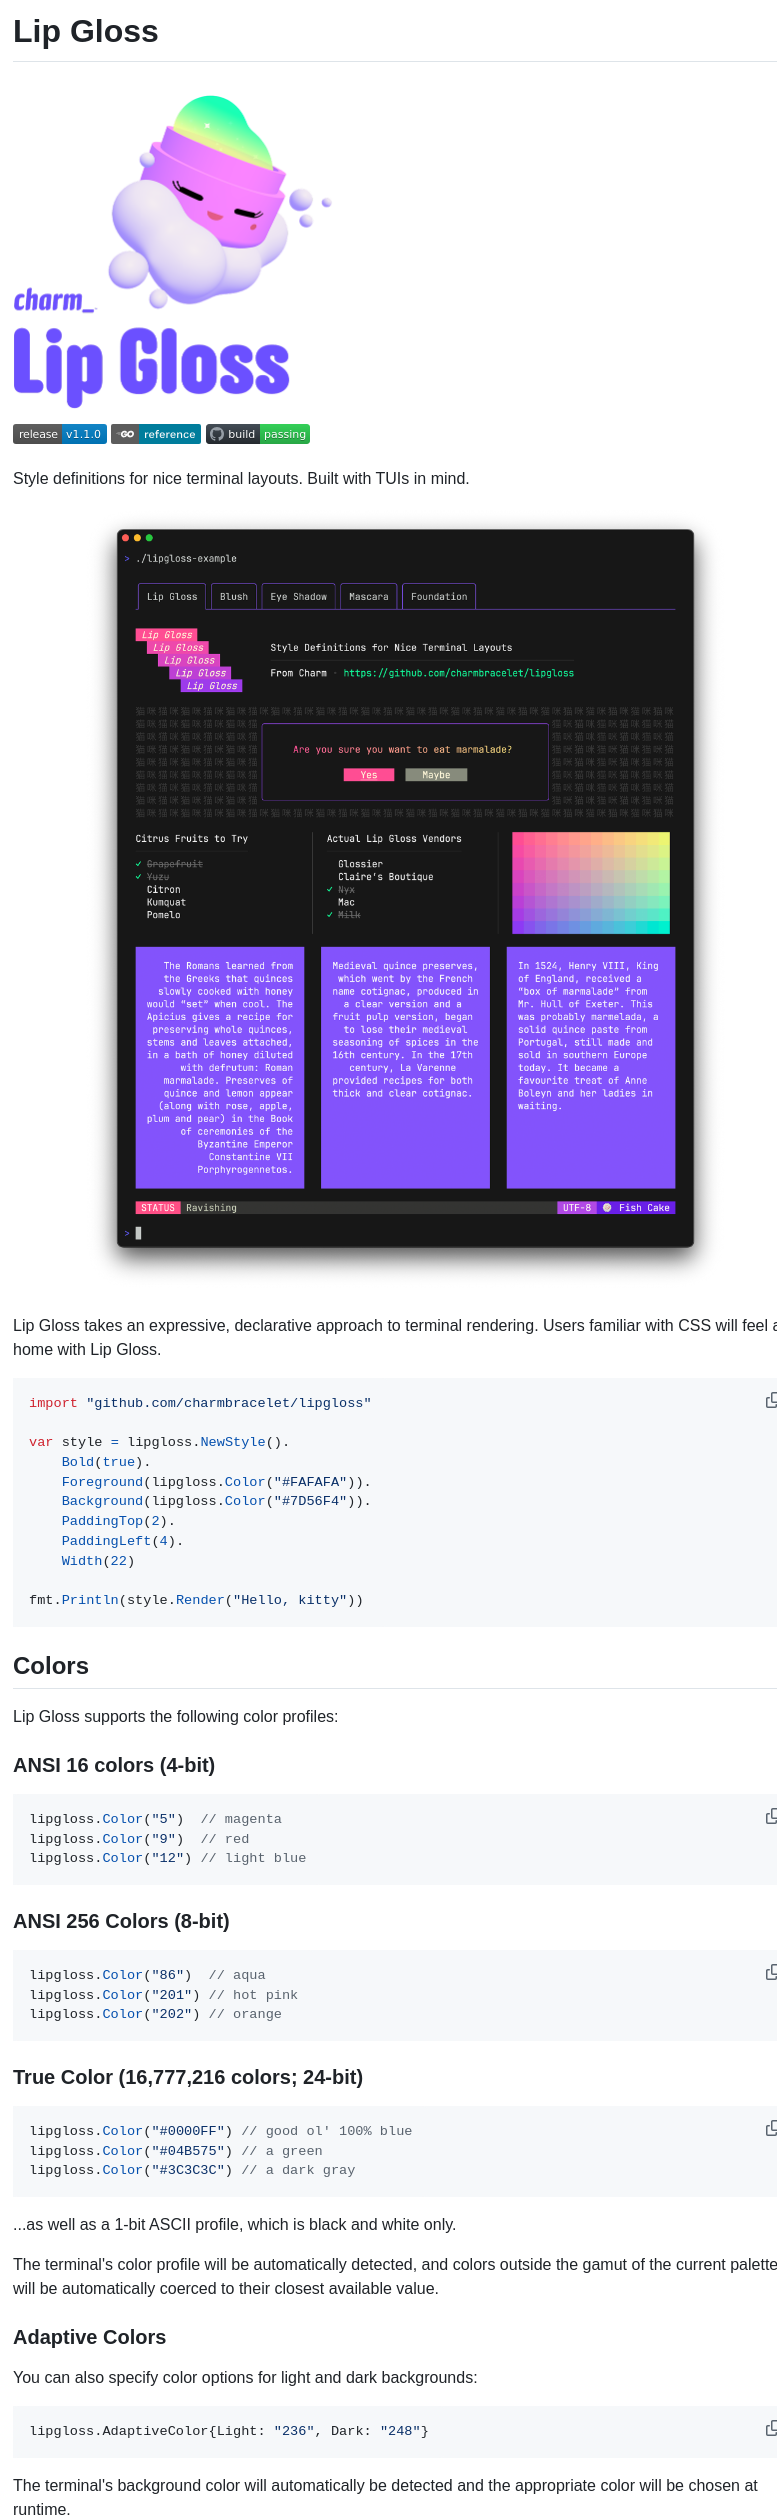 Lip Gloss
charm_
Lip Gloss
release v1.1.0 GO reference build passing
Style definitions for nice terminal layouts. Built with TUIs in mind.
> ./lipgloss-example
Lip Gloss Blush Eye Shadow Mascara Foundation
Lip Gloss
Lip Gloss
Lip Gloss
Lip Gloss
Lip Gloss
Style Definitions for Nice Terminal Layouts
From Charm · https://github.com/charmbracelet/lipgloss
Are you sure you want to eat marmalade?
Yes Maybe
Citrus Fruits to Try
✓ Grapefruit
✓ Yuzu
Citron
Kumquat
Pomelo
Actual Lip Gloss Vendors
Glossier
Claire's Boutique
✓ Nyx
Mac
✓ Milk
The Romans learned from
the Greeks that quinces
slowly cooked with honey
would "set" when cool. The
Apicius gives a recipe for
preserving whole quinces,
stems and leaves attached,
in a bath of honey diluted
with defrutum: Roman
marmalade. Preserves of
quince and lemon appear
(along with rose, apple,
plum and pear) in the Book
of ceremonies of the
Byzantine Emperor
Constantine VII
Porphyrogennetos.
Medieval quince preserves,
which went by the French
name cotignac, produced in
a clear version and a
fruit pulp version, began
to lose their medieval
seasoning of spices in the
16th century. In the 17th
century, La Varenne
provided recipes for both
thick and clear cotignac.
In 1524, Henry VIII, King
of England, received a
"box of marmalade" from
Mr. Hull of Exeter. This
was probably marmelada, a
solid quince paste from
Portugal, still made and
sold in southern Europe
today. It became a
favourite treat of Anne
Boleyn and her ladies in
waiting.
STATUS Ravishing UTF-8 🍥 Fish Cake
>
Lip Gloss takes an expressive, declarative approach to terminal rendering. Users familiar with CSS will feel a
home with Lip Gloss.
import "github.com/charmbracelet/lipgloss"
var style = lipgloss.NewStyle().
    Bold(true).
    Foreground(lipgloss.Color("#FAFAFA")).
    Background(lipgloss.Color("#7D56F4")).
    PaddingTop(2).
    PaddingLeft(4).
    Width(22)
fmt.Println(style.Render("Hello, kitty"))
Colors
Lip Gloss supports the following color profiles:
ANSI 16 colors (4-bit)
lipgloss.Color("5")  // magenta
lipgloss.Color("9")  // red
lipgloss.Color("12") // light blue
ANSI 256 Colors (8-bit)
lipgloss.Color("86")  // aqua
lipgloss.Color("201") // hot pink
lipgloss.Color("202") // orange
True Color (16,777,216 colors; 24-bit)
lipgloss.Color("#0000FF") // good ol' 100% blue
lipgloss.Color("#04B575") // a green
lipgloss.Color("#3C3C3C") // a dark gray
...as well as a 1-bit ASCII profile, which is black and white only.
The terminal's color profile will be automatically detected, and colors outside the gamut of the current palette
will be automatically coerced to their closest available value.
Adaptive Colors
You can also specify color options for light and dark backgrounds:
lipgloss.AdaptiveColor{Light: "236", Dark: "248"}
The terminal's background color will automatically be detected and the appropriate color will be chosen at
runtime.